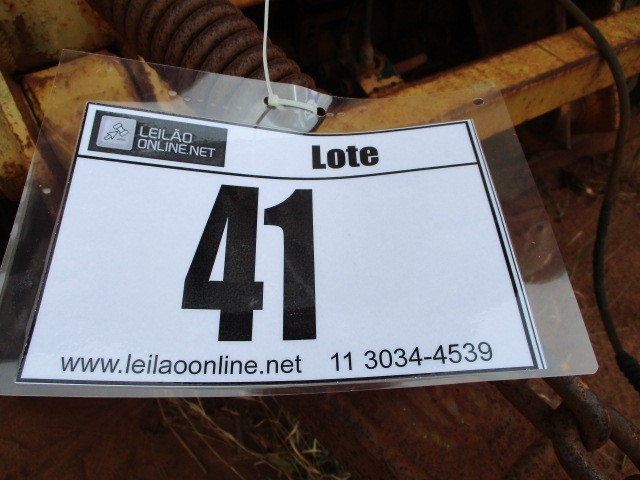 LEILÃO
ONLINE.NET
Lote
41
www.leilaoonline.net 11 3034-4539